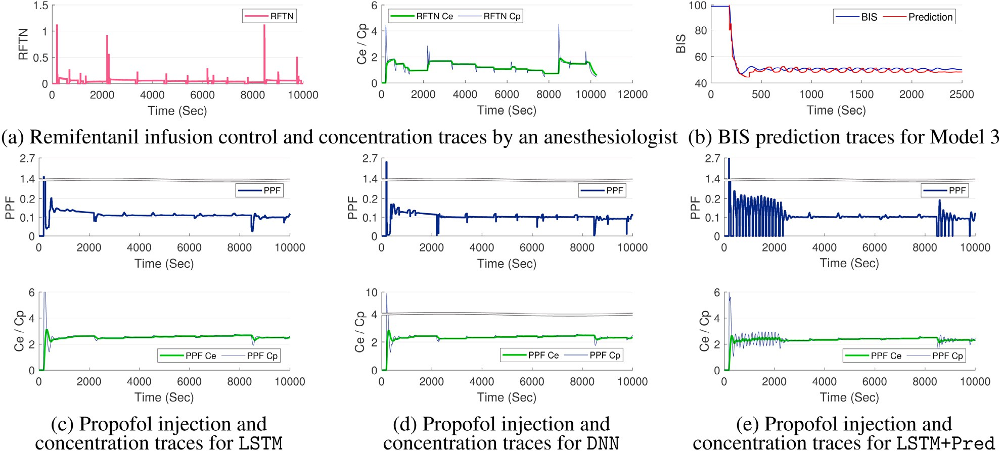 1.5
1
0.5
0
RFTN
RFTN
0 2000 4000 6000 8000 10000
Time (Sec)
6
4
2
0
Ce / Cp
RFTN Ce RFTN Cp
0 2000 4000 6000 8000 10000 12000
Time (Sec)
100
80
60
40
BIS
BIS Prediction
0 500 1000 1500 2000 2500
Time (Sec)
(a) Remifentanil infusion control and concentration traces by an anesthesiologist
(b) BIS prediction traces for Model 3
2.7
1.4
0.2
0.1
0
PPF
PPF
0 2000 4000 6000 8000 10000
Time (Sec)
2.7
1.4
0.2
0.1
0
PPF
PPF
0 2000 4000 6000 8000 10000
Time (Sec)
2.7
1.4
0.2
0.1
0
PPF
PPF
0 2000 4000 6000 8000 10000
Time (Sec)
6
4
2
0
Ce / Cp
PPF Ce PPF Cp
0 2000 4000 6000 8000 10000
Time (Sec)
10
4
2
0
Ce / Cp
PPF Ce PPF Cp
0 2000 4000 6000 8000 10000
Time (Sec)
6
4
2
0
Ce / Cp
PPF Ce PPF Cp
0 2000 4000 6000 8000 10000
Time (Sec)
(c) Propofol injection and
concentration traces for LSTM
(d) Propofol injection and
concentration traces for DNN
(e) Propofol injection and
concentration traces for LSTM+Pred